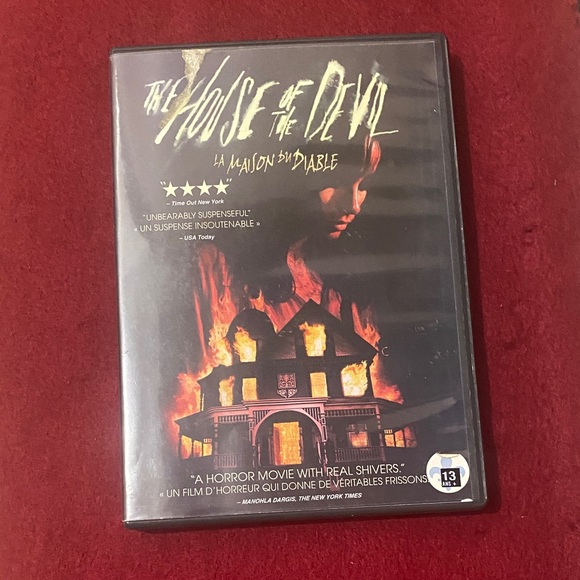 THE HOUSE OF THE DEVIL
LA MAISON DU DIABLE
"★★★★"
– Time Out New York
"UNBEARABLY SUSPENSEFUL"
« UN SUSPENSE INSOUTENABLE »
– USA Today
"A HORROR MOVIE WITH REAL SHIVERS."
« UN FILM D'HORREUR QUI DONNE DE VÉRITABLES FRISSONS.
– MANOHLA DARGIS, THE NEW YORK TIMES
13
ANS +